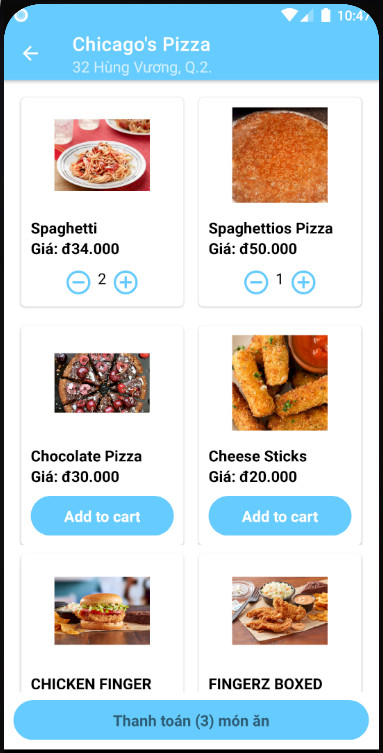 10:47
Chicago's Pizza
32 Hùng Vương, Q.2.
Spaghetti
Giá: đ34.000
2
Spaghettios Pizza
Giá: đ50.000
1
Chocolate Pizza
Giá: đ30.000
Add to cart
Cheese Sticks
Giá: đ20.000
Add to cart
CHICKEN FINGER
FINGERZ BOXED
Thanh toán (3) món ăn